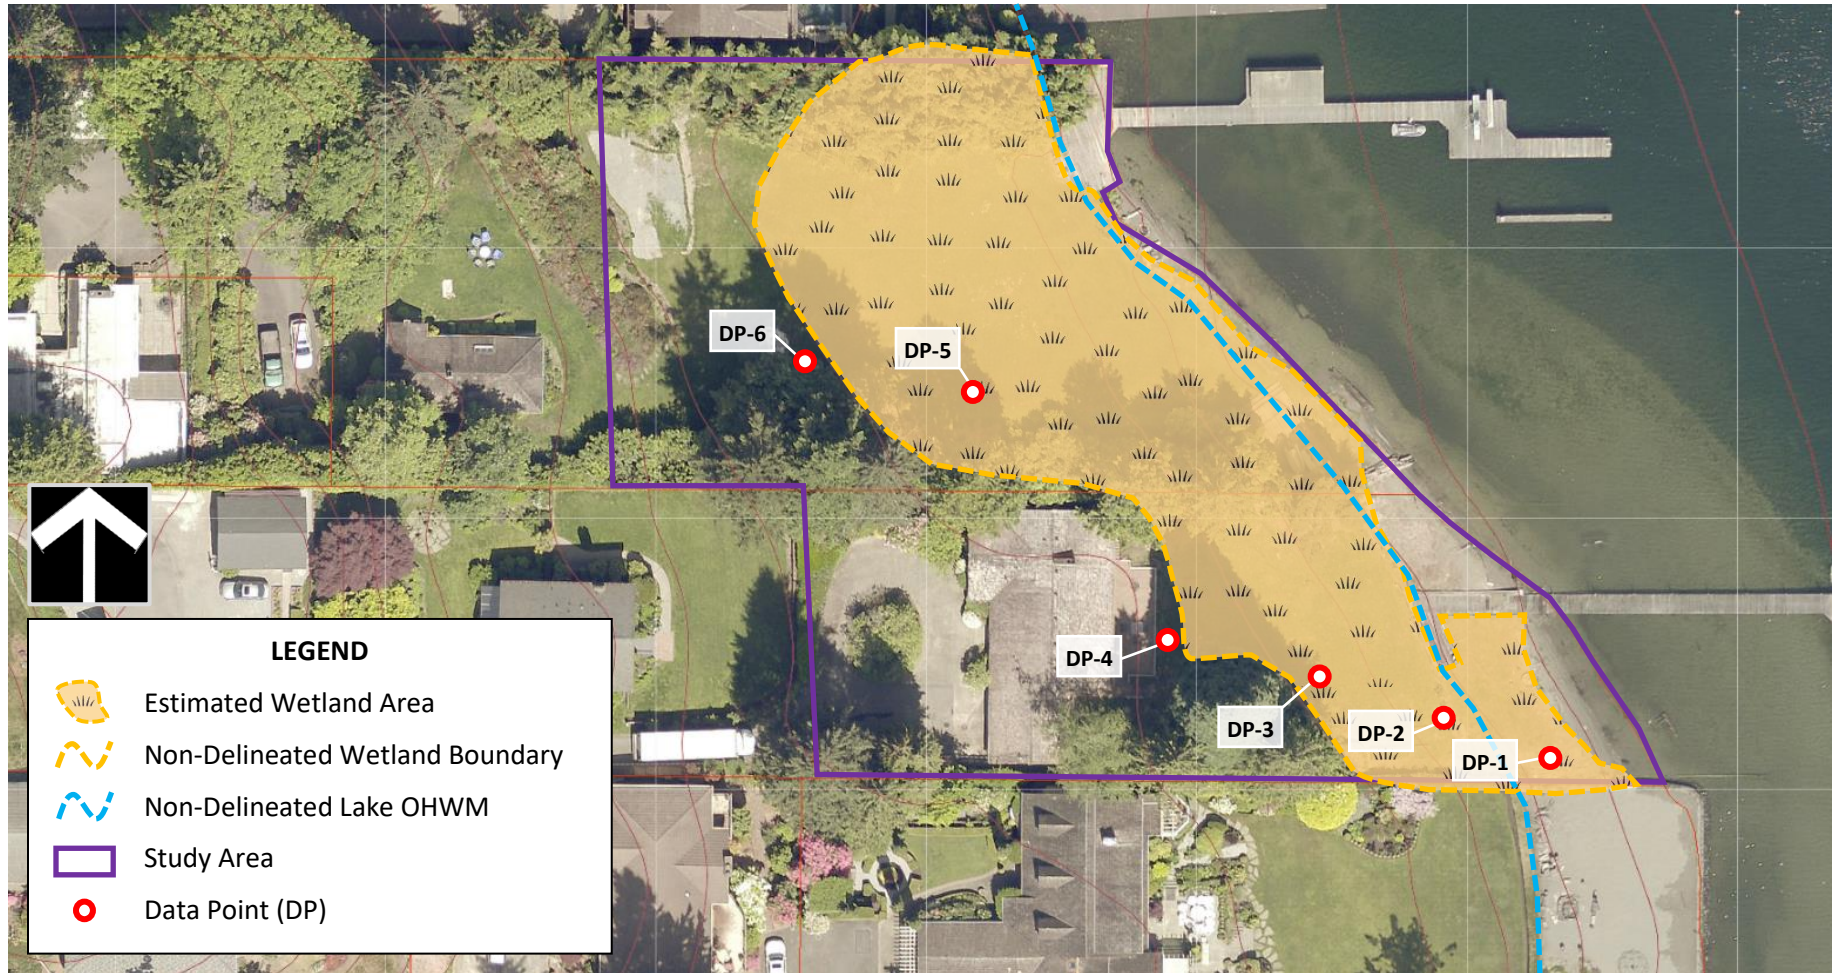 DP-6
DP-5
DP-4
DP-3
DP-2
DP-1
LEGEND
Estimated Wetland Area
Non-Delineated Wetland Boundary
Non-Delineated Lake OHWM
Study Area
Data Point (DP)